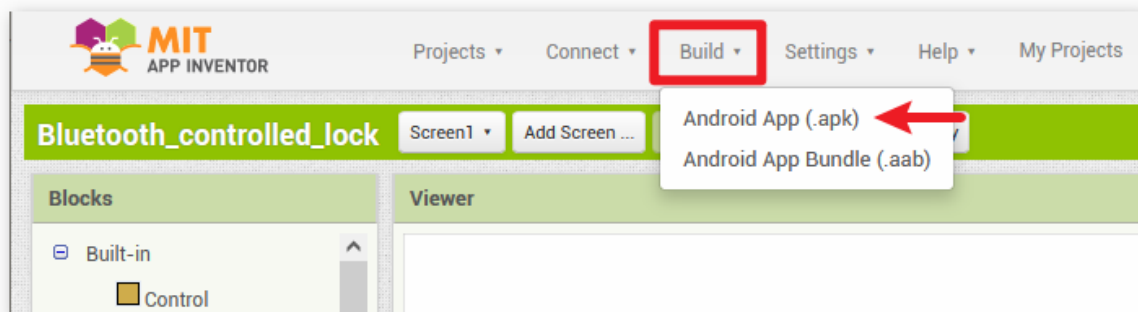 MIT
APP INVENTOR
Projects Connect Build Settings Help My Projects
Android App (.apk)
Android App Bundle (.aab)
Bluetooth_controlled_lock Screen1 Add Screen ...
Blocks Viewer
Built-in
Control